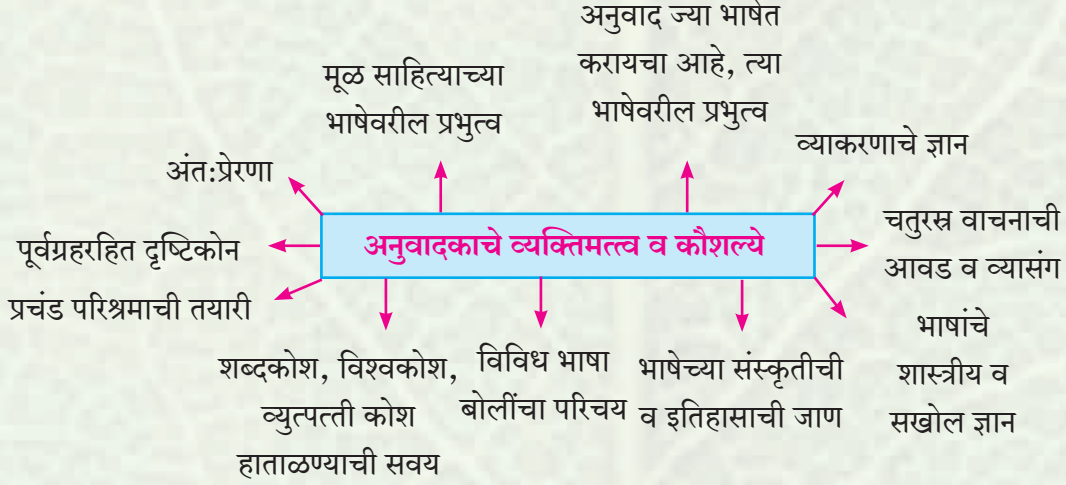 अनुवाद ज्या भाषेत
करायचा आहे, त्या
भाषेवरील प्रभुत्व
मूळ साहित्याच्या
भाषेवरील प्रभुत्व
व्याकरणाचे ज्ञान
अंत:प्रेरणा
चतुरस्र वाचनाची
आवड व व्यासंग
अनुवादकाचे व्यक्तिमत्त्व व कौशल्ये
पूर्वग्रहरहित दृष्टिकोन
प्रचंड परिश्रमाची तयारी
भाषांचे
शास्त्रीय व
सखोल ज्ञान
शब्दकोश, विश्वकोश,
व्युत्पत्ती कोश
हाताळण्याची सवय
विविध भाषा
बोलींचा परिचय
भाषेच्या संस्कृतीची
व इतिहासाची जाण